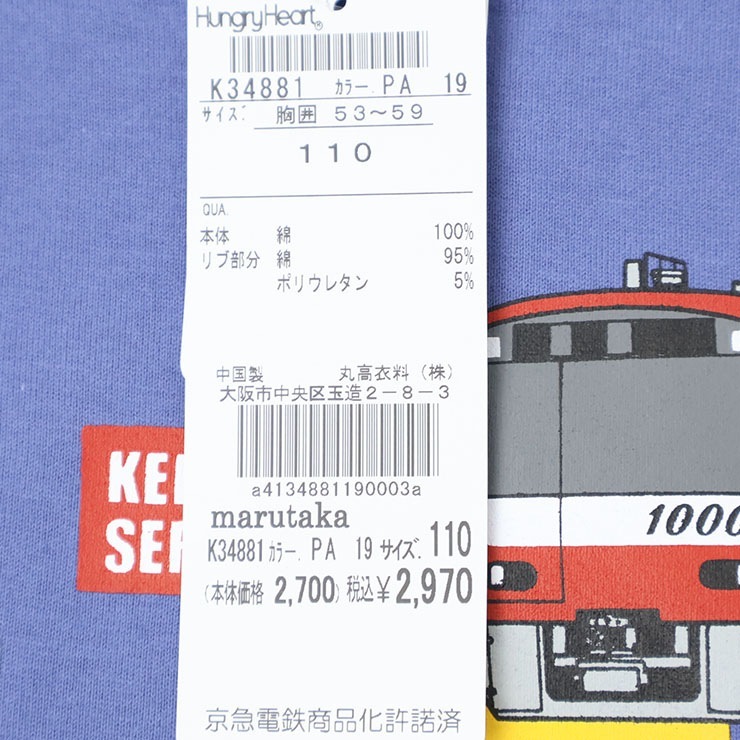 HungryHeart®
K34881 カラー. PA 19
サイズ: 胸囲 53〜59
110
QUA.
本体 綿 100%
リブ部分 綿 95%
ポリウレタン 5%
中国製 丸高衣料(株)
大阪市中央区玉造2-8-3
a4134881190003a
marutaka
K34881 カラー. PA 19 サイズ. 110
(本体価格 2,700) 税込¥2,970
京急電鉄商品化許諾済
1000